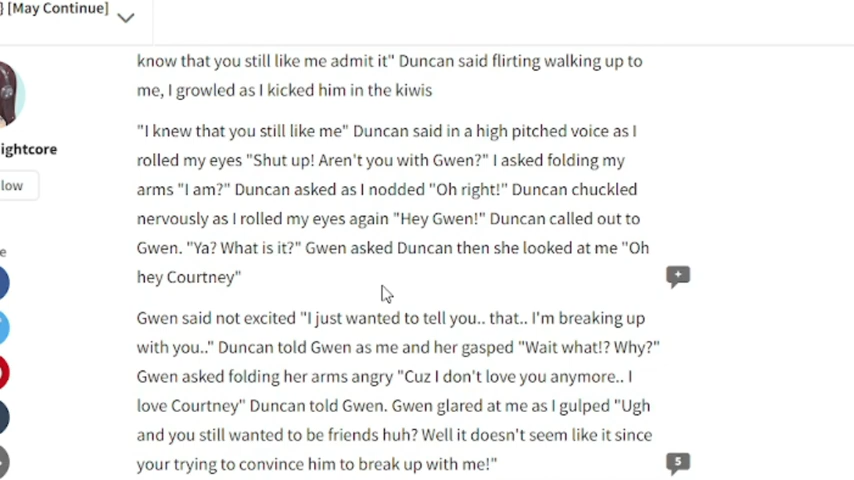 } [May Continue]
know that you still like me admit it" Duncan said flirting walking up to
me, I growled as I kicked him in the kiwis
ightcore
low
e
"I knew that you still like me" Duncan said in a high pitched voice as I
rolled my eyes "Shut up! Aren't you with Gwen?" I asked folding my
arms "I am?" Duncan asked as I nodded "Oh right!" Duncan chuckled
nervously as I rolled my eyes again "Hey Gwen!" Duncan called out to
Gwen. "Ya? What is it?" Gwen asked Duncan then she looked at me "Oh
hey Courtney"
+
Gwen said not excited "I just wanted to tell you.. that.. I'm breaking up
with you.." Duncan told Gwen as me and her gasped "Wait what!? Why?"
Gwen asked folding her arms angry "Cuz I don't love you anymore.. I
love Courtney" Duncan told Gwen. Gwen glared at me as I gulped "Ugh
and you still wanted to be friends huh? Well it doesn't seem like it since
your trying to convince him to break up with me!"
5